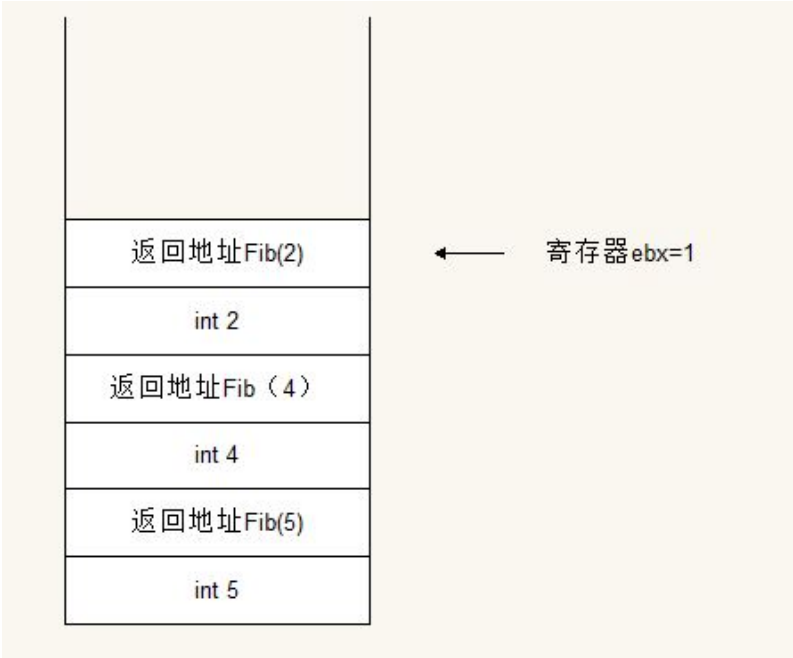 返回地址Fib(2)
寄存器ebx=1
int 2
返回地址Fib（4）
int 4
返回地址Fib(5)
int 5